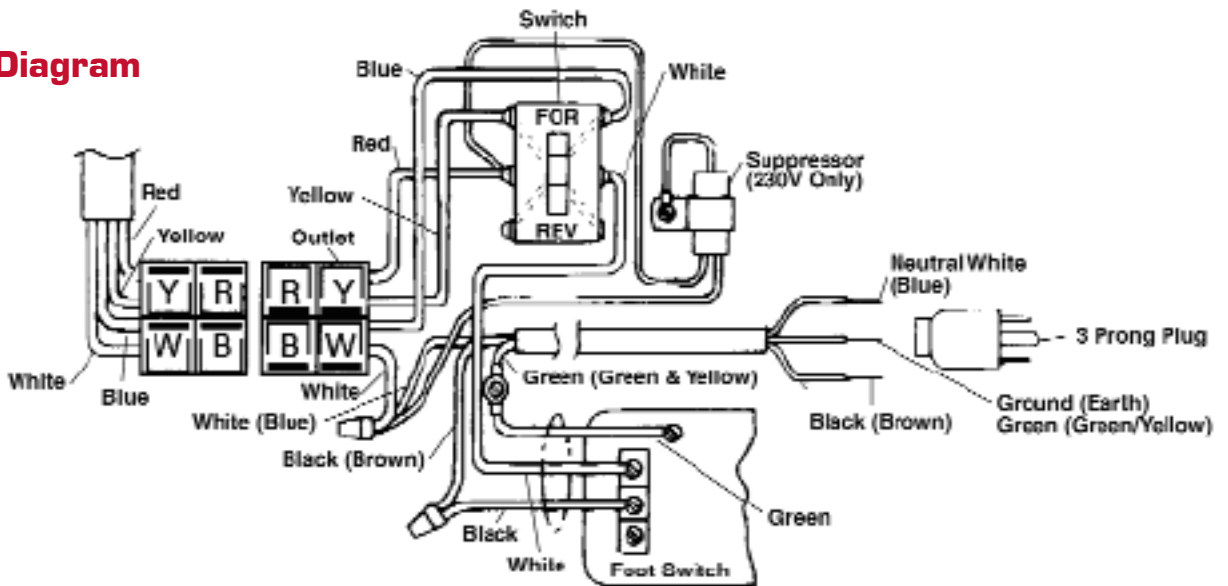 Diagram
Switch
Blue
White
FOR
Red
Suppressor
(230V Only)
Red
Yellow
Yellow
Outlet
REV
Neutral White
(Blue)
Y R R Y
W B B W
3 Prong Plug
White
Blue
White
Green (Green & Yellow)
White (Blue)
Black (Brown)
Ground (Earth)
Green (Green/Yellow)
Black (Brown)
Green
Black
White
Foot Switch